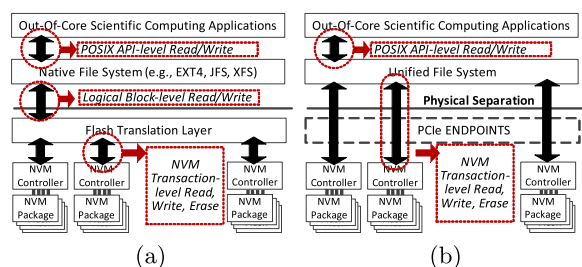 Out-Of-Core Scientific Computing Applications
POSIX API-level Read/Write
Native File System (e.g., EXT4, JFS, XFS)
Logical Block-level Read/Write
Flash Translation Layer
NVM
Controller
NVM
Package
NVM
Controller
NVM
Package
NVM
Transaction-
level Read,
Write, Erase
NVM
Controller
NVM
Package
(a)
Out-Of-Core Scientific Computing Applications
POSIX API-level Read/Write
Unified File System
Physical Separation
PCIe ENDPOINTS
NVM
Controller
NVM
Package
NVM
Controller
NVM
Package
NVM
Transaction-
level Read,
Write, Erase
NVM
Controller
NVM
Package
(b)